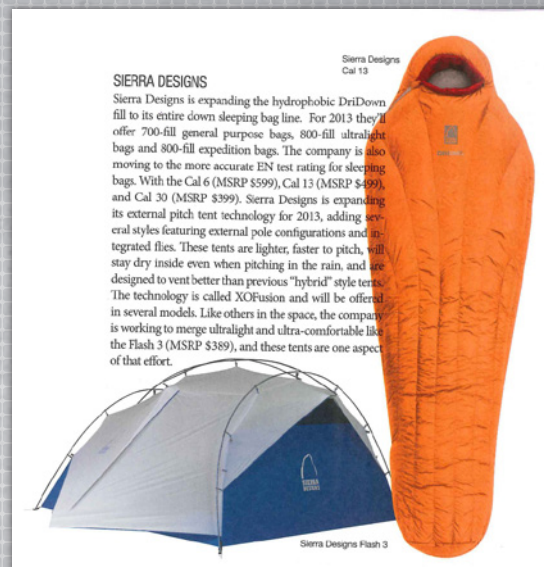 Sierra Designs
Cal 13
SIERRA DESIGNS
Sierra Designs is expanding the hydrophobic DriDown
fill to its entire down sleeping bag line. For 2013 they'll
offer 700-fill general purpose bags, 800-fill ultralight
bags and 800-fill expedition bags. The company is also
moving to the more accurate EN test rating for sleeping
bags. With the Cal 6 (MSRP $599), Cal 13 (MSRP $499),
and Cal 30 (MSRP $399). Sierra Designs is expanding
its external pitch tent technology for 2013, adding sev-
eral styles featuring external pole configurations and in-
tegrated flies. These tents are lighter, faster to pitch, will
stay dry inside even when pitching in the rain, and are
designed to vent better than previous "hybrid" style tents.
The technology is called XOFusion and will be offered
in several models. Like others in the space, the company
is working to merge ultralight and ultra-comfortable like
the Flash 3 (MSRP $389), and these tents are one aspect
of that effort.
SIERRA
DESIGNS
Sierra Designs Flash 3